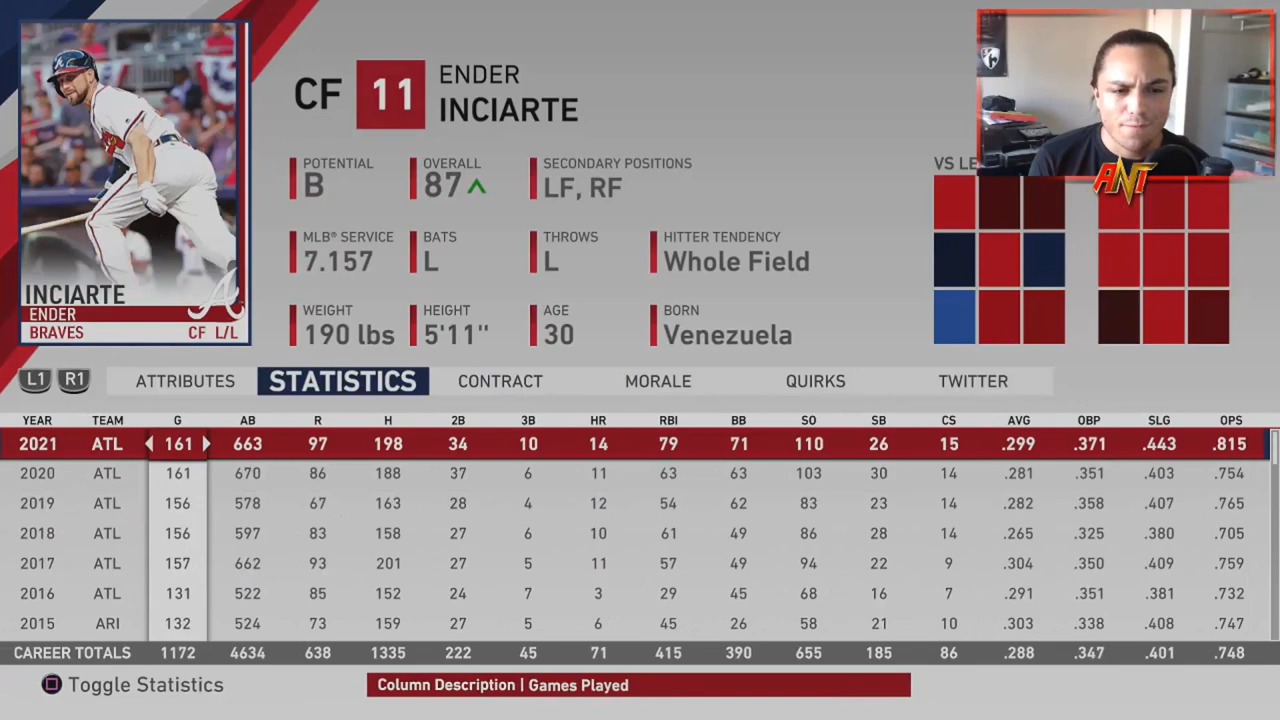 CF 11 ENDER INCIARTE
POTENTIAL B
OVERALL 87
SECONDARY POSITIONS LF, RF
VS LE
ANT
MLB® SERVICE 7.157
BATS L
THROWS L
HITTER TENDENCY Whole Field
WEIGHT 190 lbs
HEIGHT 5'11"
AGE 30
BORN Venezuela
INCIARTE
ENDER
BRAVES CF L/L
L1 R1 ATTRIBUTES STATISTICS CONTRACT MORALE QUIRKS TWITTER
YEAR TEAM G AB R H 2B 3B HR RBI BB SO SB CS AVG OBP SLG OPS
2021 ATL 161 663 97 198 34 10 14 79 71 110 26 15 .299 .371 .443 .815
2020 ATL 161 670 86 188 37 6 11 63 63 103 30 14 .281 .351 .403 .754
2019 ATL 156 578 67 163 28 4 12 54 62 83 23 14 .282 .358 .407 .765
2018 ATL 156 597 83 158 27 6 10 61 49 86 28 14 .265 .325 .380 .705
2017 ATL 157 662 93 201 27 5 11 57 49 94 22 9 .304 .350 .409 .759
2016 ATL 131 522 85 152 24 7 3 29 45 68 16 7 .291 .351 .381 .732
2015 ARI 132 524 73 159 27 5 6 45 26 58 21 10 .303 .338 .408 .747
CAREER TOTALS 1172 4634 638 1335 222 45 71 415 390 655 185 86 .288 .347 .401 .748
Toggle Statistics
Column Description | Games Played